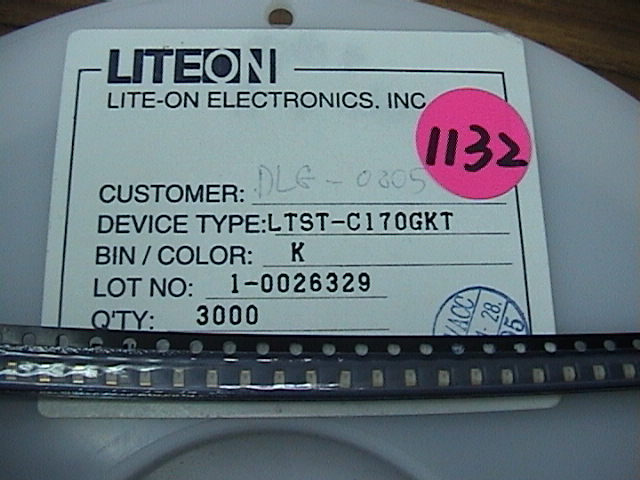 LITEON
LITE-ON ELECTRONICS, INC
1132
CUSTOMER: DLG-0805
DEVICE TYPE:LTST-C170GKT
BIN / COLOR: K
LOT NO: 1-0026329
Q'TY: 3000
28.